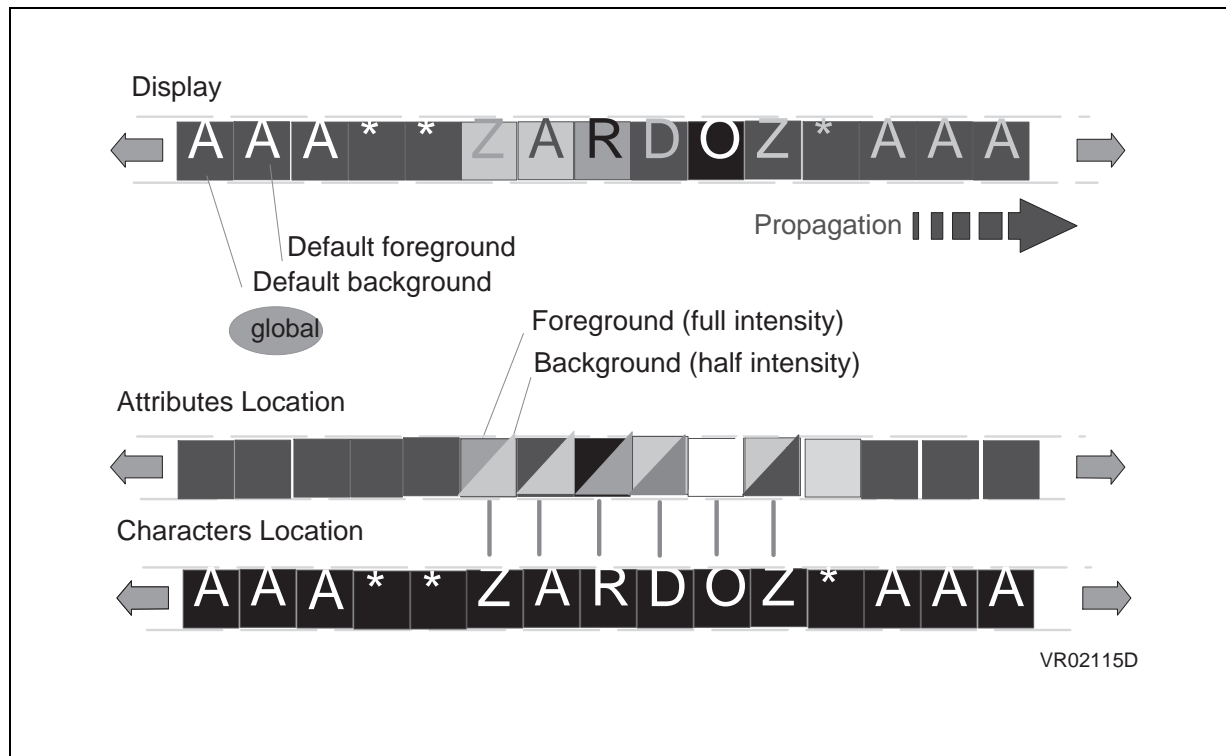 Display
AAA**ZARDOZ*AAA
Propagation
Default foreground
Default background
global
Foreground (full intensity)
Background (half intensity)
Attributes Location
Characters Location
AAA**ZARDOZ*AAA
VR02115D